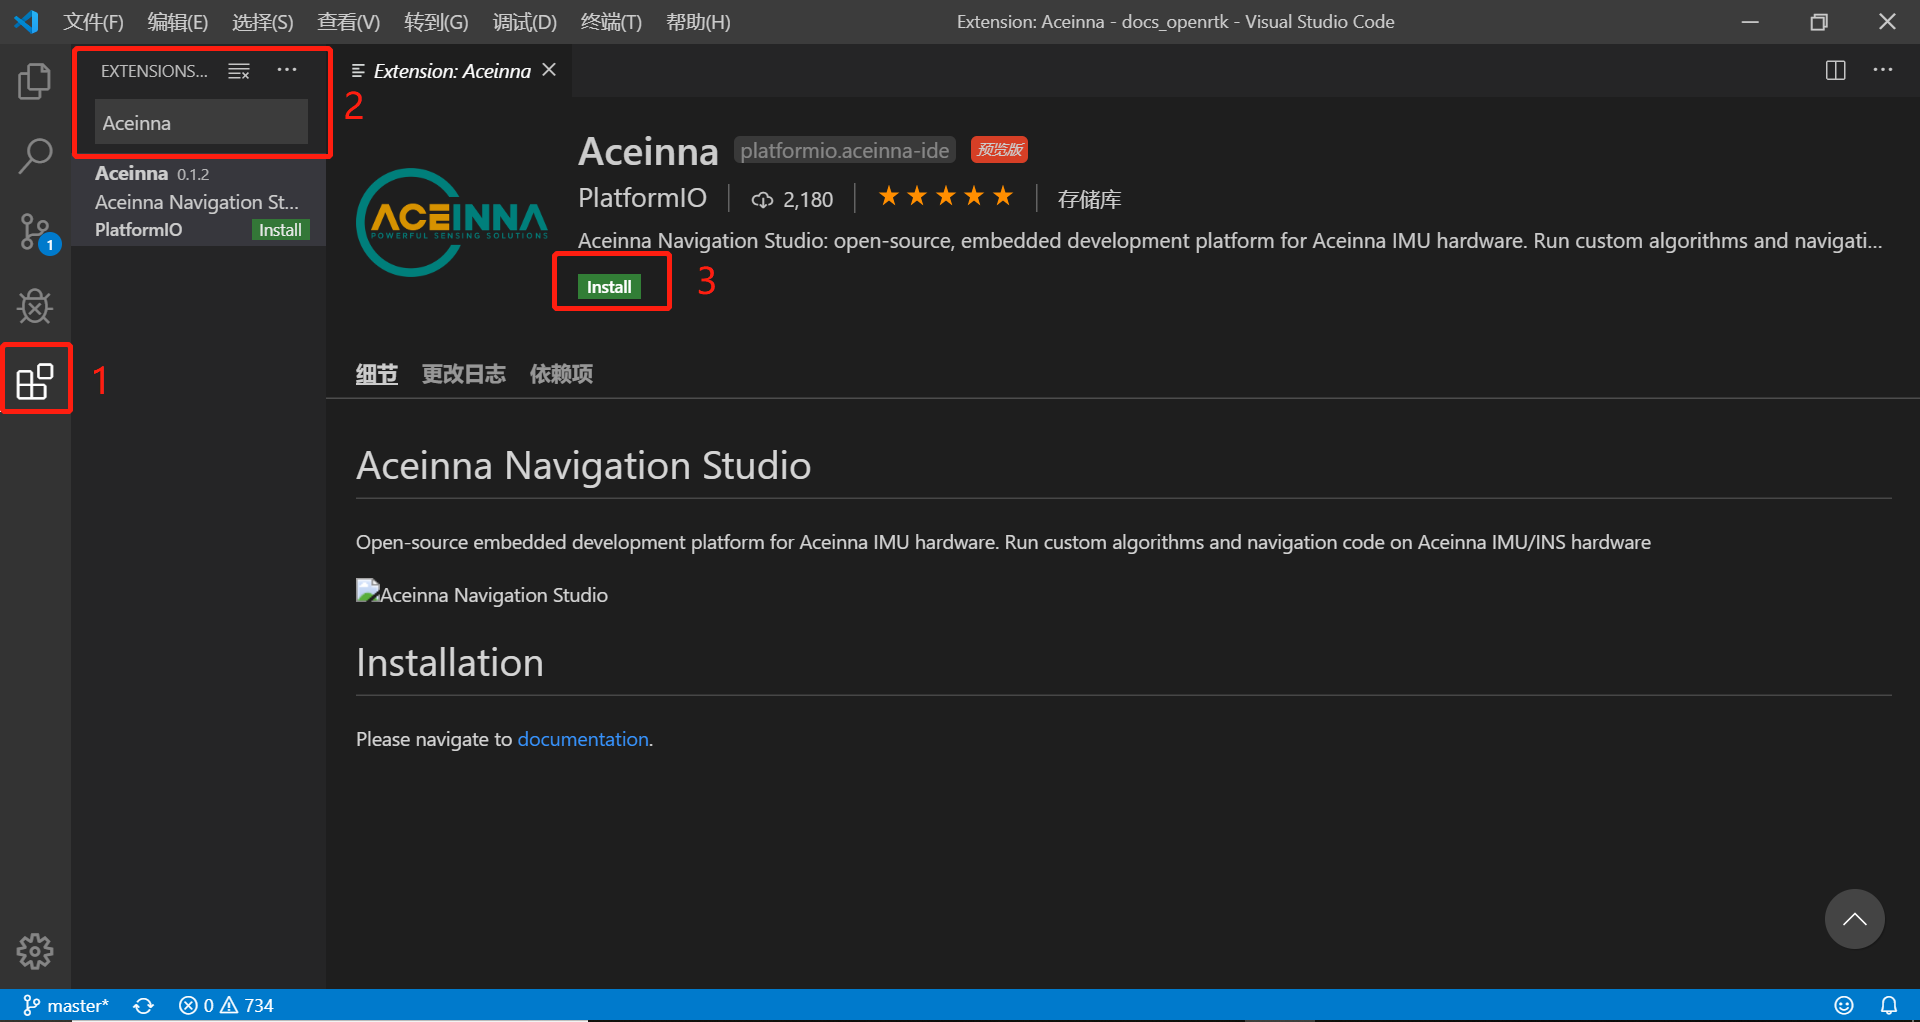 文件(F) 编辑(E) 选择(S) 查看(V) 转到(G) 调试(D) 终端(T) 帮助(H) Extension: Aceinna - docs_openrtk - Visual Studio Code
EXTENSIONS...
Extension: Aceinna
2
Aceinna
Aceinna 0.1.2
Aceinna Navigation St...
PlatformIO Install
1
1
ACEINNA
POWERFUL SENSING SOLUTIONS
Aceinna platformio.aceinna-ide 预览版
PlatformIO 2,180 存储库
Aceinna Navigation Studio: open-source, embedded development platform for Aceinna IMU hardware. Run custom algorithms and navigati...
Install
3
细节 更改日志 依赖项
Aceinna Navigation Studio
Open-source embedded development platform for Aceinna IMU hardware. Run custom algorithms and navigation code on Aceinna IMU/INS hardware
Aceinna Navigation Studio
Installation
Please navigate to documentation.
master* 0 734